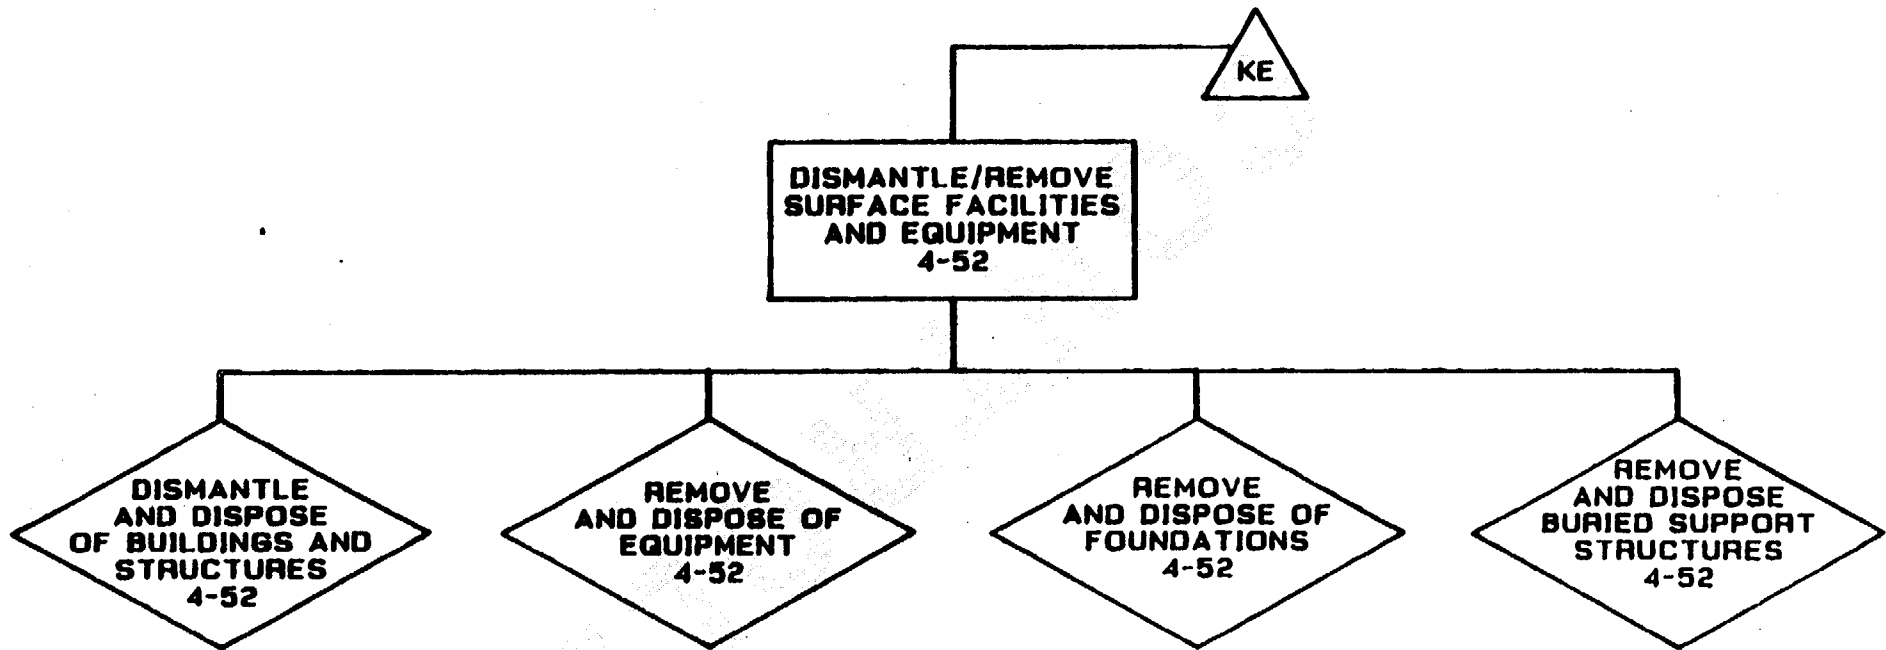 KE
DISMANTLE/REMOVE
SURFACE FACILITIES
AND EQUIPMENT
4-52
DISMANTLE
AND DISPOSE
OF BUILDINGS AND
STRUCTURES
4-52
REMOVE
AND DISPOSE OF
EQUIPMENT
4-52
REMOVE
AND DISPOSE OF
FOUNDATIONS
4-52
REMOVE
AND DISPOSE
BURIED SUPPORT
STRUCTURES
4-52